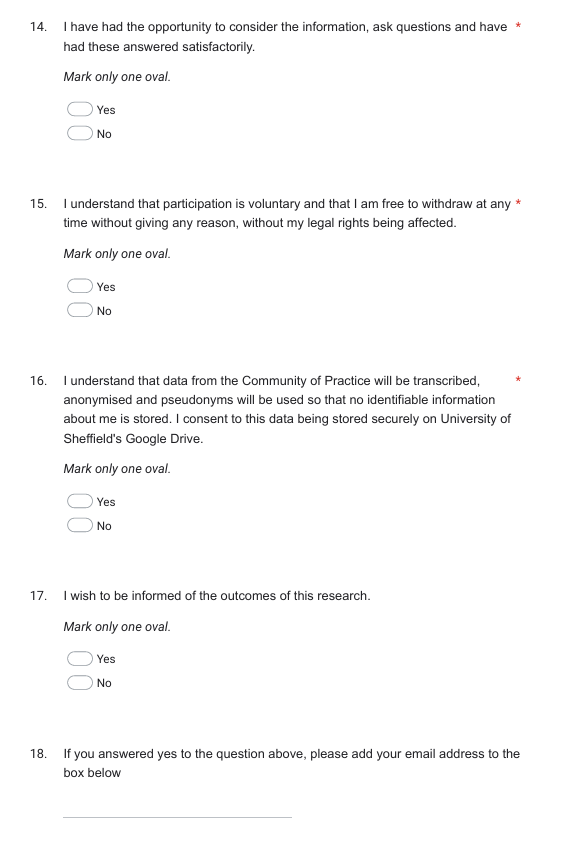 14. I have had the opportunity to consider the information, ask questions and have *
had these answered satisfactorily.
Mark only one oval.
Yes
No
15. I understand that participation is voluntary and that I am free to withdraw at any *
time without giving any reason, without my legal rights being affected.
Mark only one oval.
Yes
No
16. I understand that data from the Community of Practice will be transcribed, *
anonymised and pseudonyms will be used so that no identifiable information
about me is stored. I consent to this data being stored securely on University of
Sheffield's Google Drive.
Mark only one oval.
Yes
No
17. I wish to be informed of the outcomes of this research.
Mark only one oval.
Yes
No
18. If you answered yes to the question above, please add your email address to the
box below